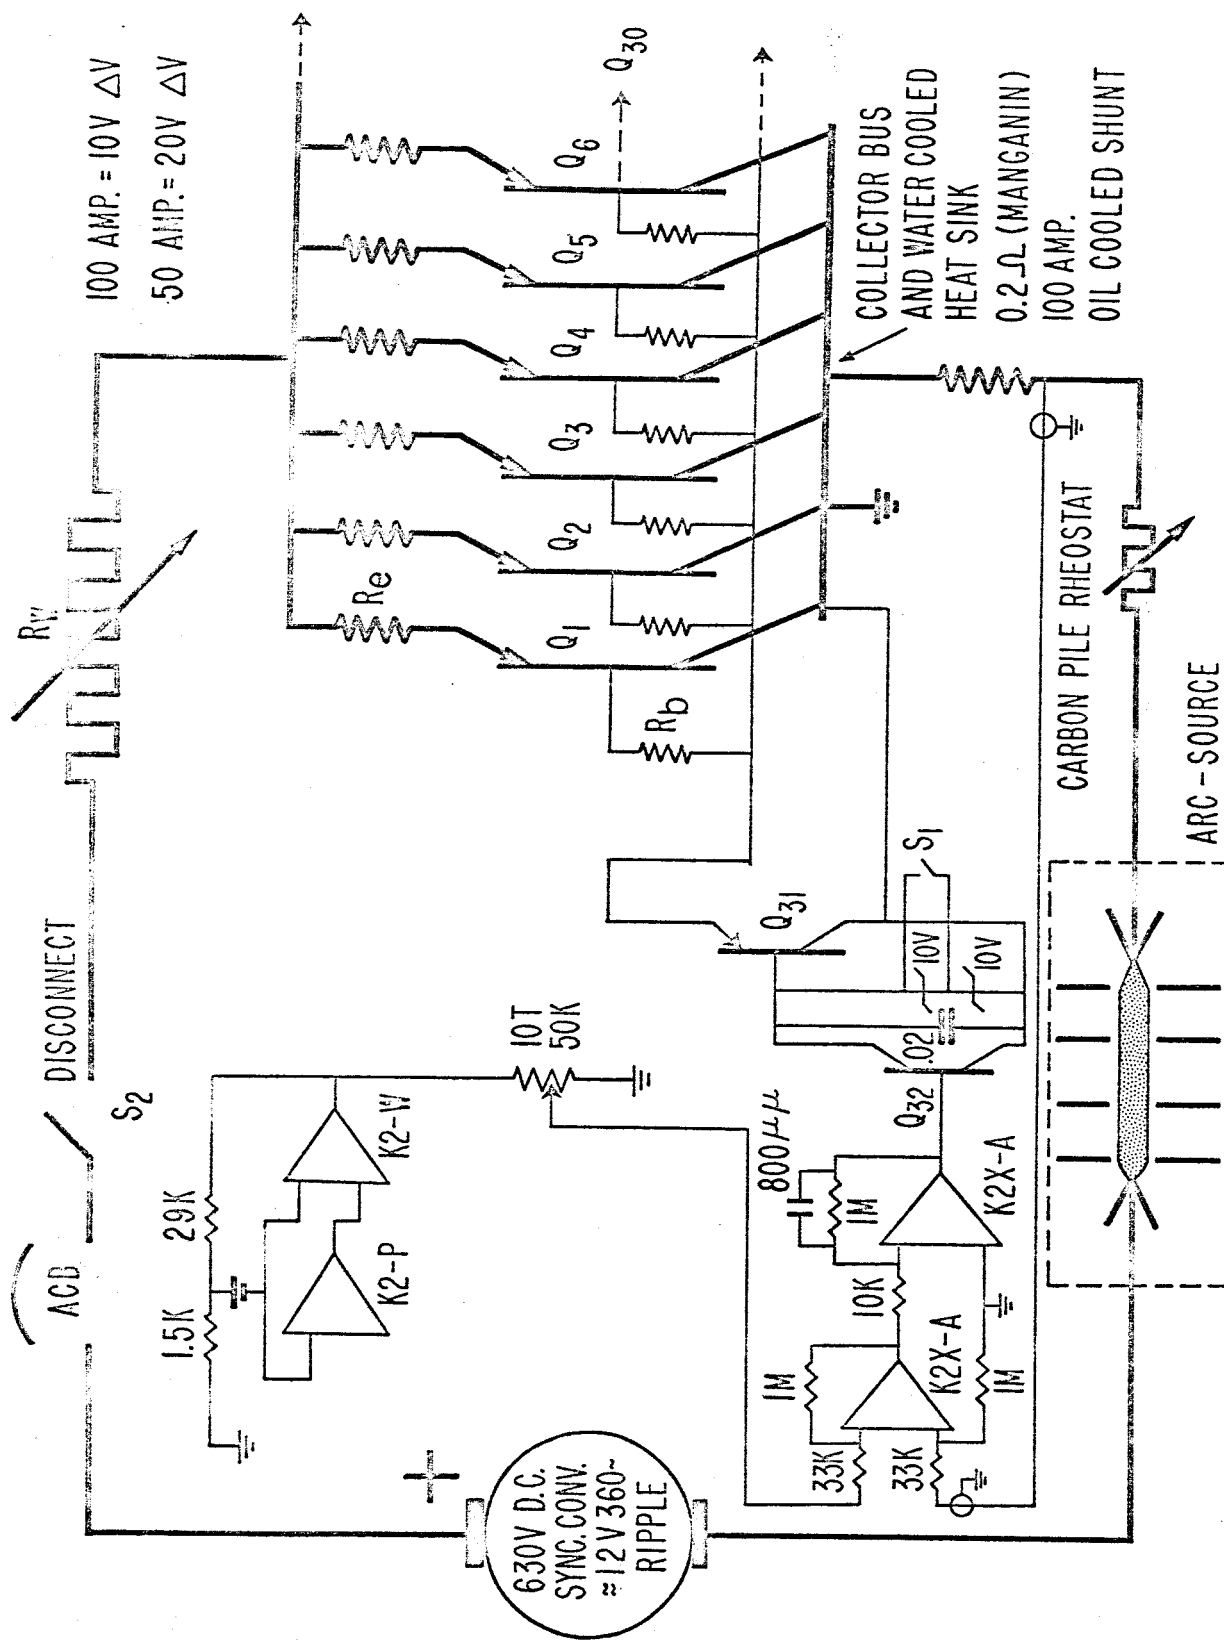 100 AMP. = 10V ΔV
50 AMP. = 20V ΔV
RW
DISCONNECT
S2
ACB
1.5K
29K
K2-P
K2-W
10T
50K
+
630V D.C.
SYNC. CONV.
≈12V 360~
RIPPLE
Re
Q1
Q2
Q3
Q4
Q5
Q6
Q30
Rb
Q31
S1
10V
10V
.02
Q32
800μμ
1M
K2X-A
10K
1M
K2X-A
1M
33K
33K
COLLECTOR BUS
AND WATER COOLED
HEAT SINK
0.2Ω (MANGANIN)
100 AMP.
OIL COOLED SHUNT
CARBON PILE RHEOSTAT
ARC-SOURCE